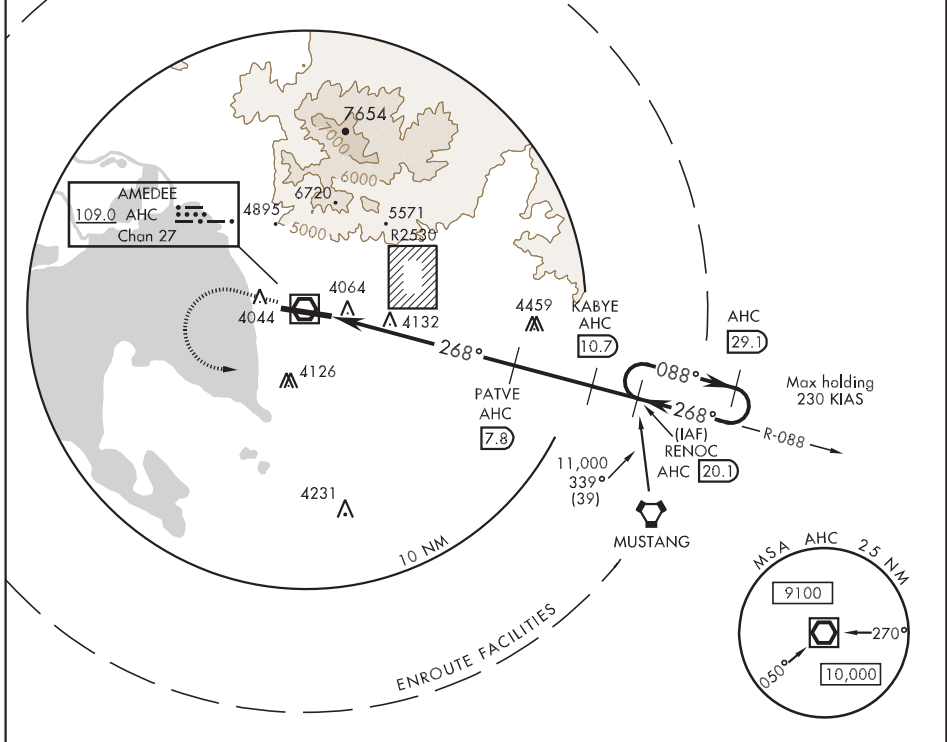 7654
7000
6000
6720
4895
5000
5571
R2530
AMEDEE
109.0 AHC
Chan 27
4044
4064
4132
4459
4126
4231
268°
PATVE
AHC
7.8
KABYE
AHC
10.7
AHC
29.1
088°
268°
Max holding
230 KIAS
R-088
(IAF)
RENOC
AHC 20.1
11,000
339°
(39)
MUSTANG
10 NM
ENROUTE FACILITIES
MSA AHC 25 NM
9100
270°
050°
10,000